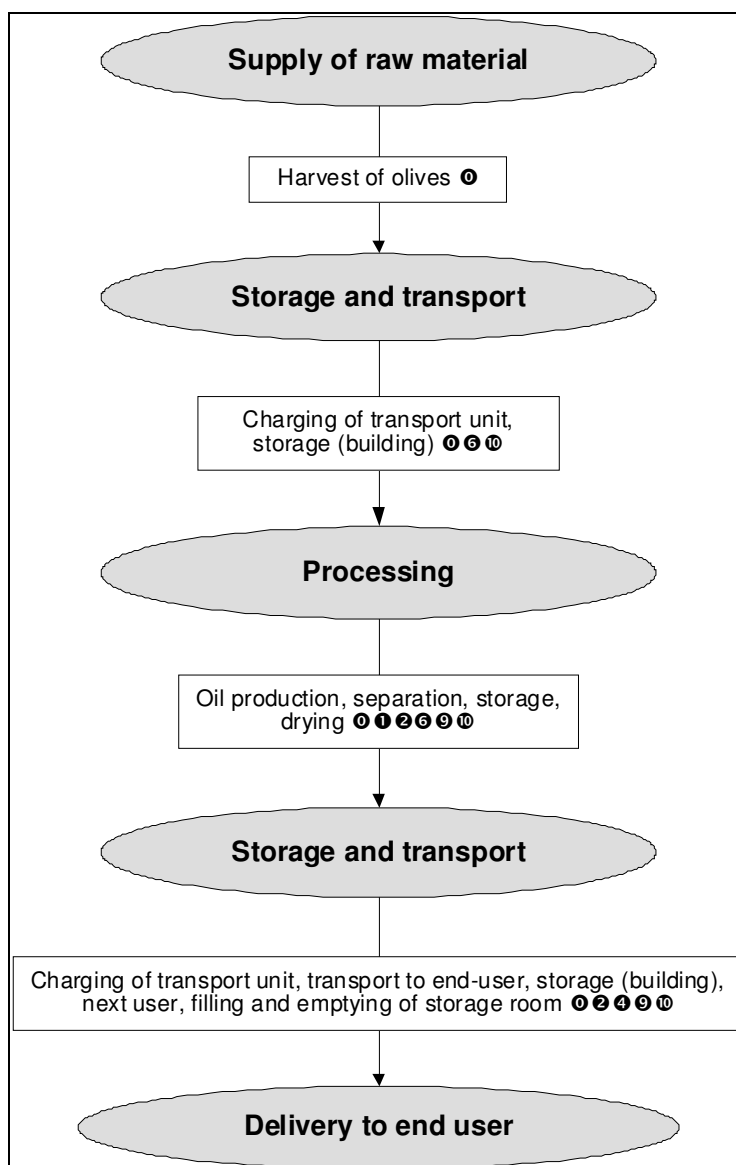 Supply of raw material
Harvest of olives ⓿
Storage and transport
Charging of transport unit,
storage (building) ⓿❻❿
Processing
Oil production, separation, storage,
drying ⓿❶❷❻❾❿
Storage and transport
Charging of transport unit, transport to end-user, storage (building),
next user, filling and emptying of storage room ⓿❷❹❾❿
Delivery to end user